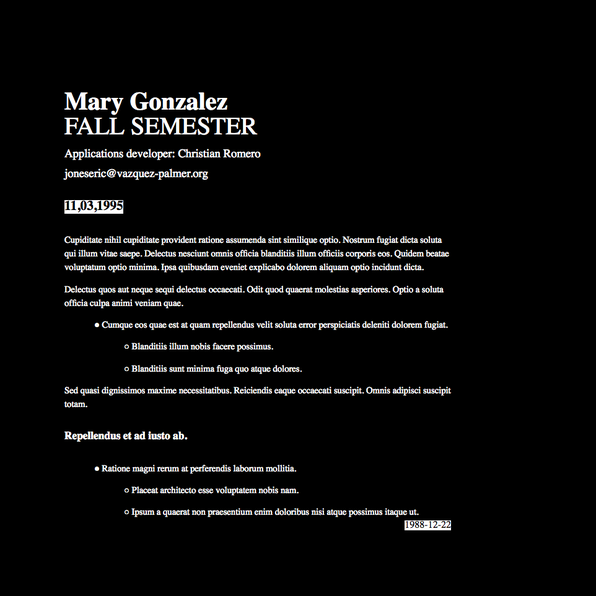 Mary Gonzalez
FALL SEMESTER
Applications developer: Christian Romero
joneseric@vazquez-palmer.org
11,03,1995
Cupiditate nihil cupiditate provident ratione assumenda sint similique optio. Nostrum fugiat dicta soluta
qui illum vitae saepe. Delectus nesciunt omnis officia blanditiis illum officiis corporis eos. Quidem beatae
voluptatum optio minima. Ipsa quibusdam eveniet explicabo dolorem aliquam optio incidunt dicta.
Delectus quos aut neque sequi delectus occaecati. Odit quod quaerat molestias asperiores. Optio a soluta
officia culpa animi veniam quae.
● Cumque eos quae est at quam repellendus velit soluta error perspiciatis deleniti dolorem fugiat.
○ Blanditiis illum nobis facere possimus.
○ Blanditiis sunt minima fuga quo atque dolores.
Sed quasi dignissimos maxime necessitatibus. Reiciendis eaque occaecati suscipit. Omnis adipisci suscipit
totam.
Repellendus et ad iusto ab.
● Ratione magni rerum at perferendis laborum mollitia.
○ Placeat architecto esse voluptatem nobis nam.
○ Ipsum a quaerat non praesentium enim doloribus nisi atque possimus itaque ut.
1988-12-22